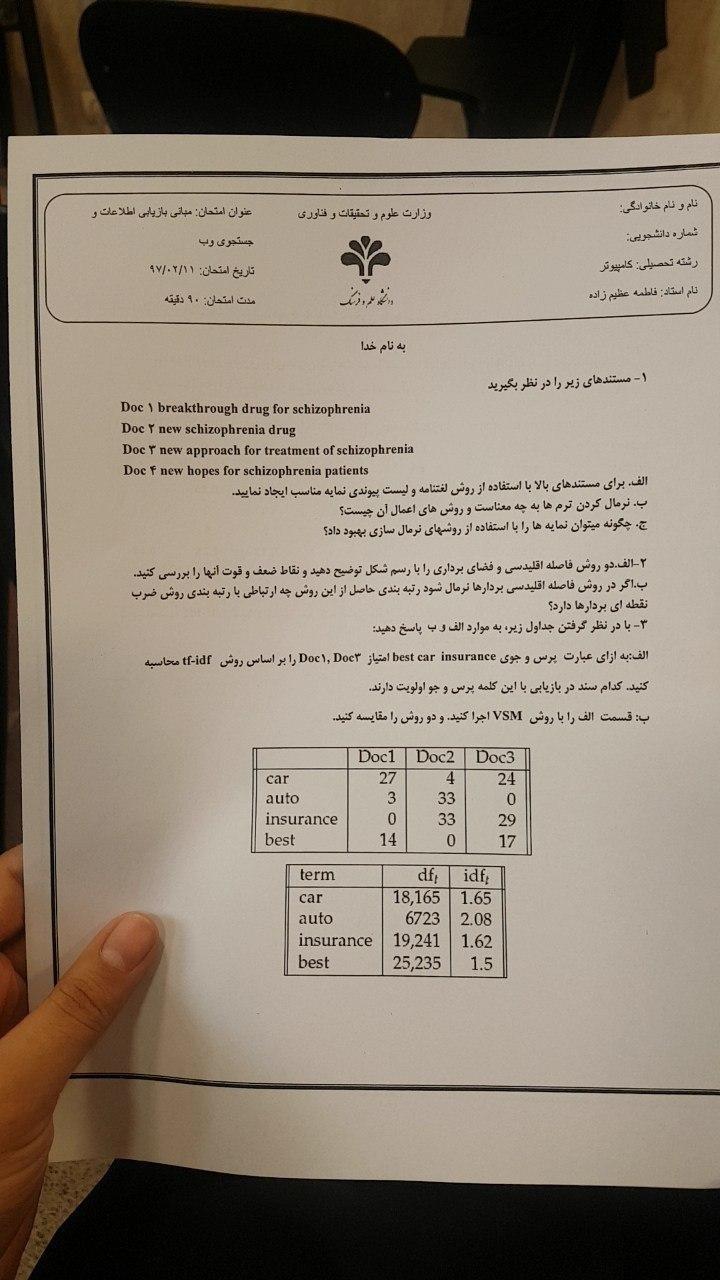 نام و نام خانوادگی:
شماره دانشجویی:
رشته تحصیلی: کامپیوتر
نام استاد: فاطمه عظیم زاده
وزارت علوم و تحقیقات و فناوری
دانشگاه علم و فرهنگ
عنوان امتحان: مبانی بازیابی اطلاعات و
جستجوی وب
تاریخ امتحان: ۹۷/۰۲/۱۱
مدت امتحان: ۹۰ دقیقه
به نام خدا
۱- مستندهای زیر را در نظر بگیرید
Doc ۱ breakthrough drug for schizophrenia
Doc ۲ new schizophrenia drug
Doc ۳ new approach for treatment of schizophrenia
Doc ۴ new hopes for schizophrenia patients
الف. برای مستندهای بالا با استفاده از روش لغتنامه و لیست پیوندی نمایه مناسب ایجاد نمایید.
ب. نرمال کردن ترم ها به چه معناست و روش های اعمال آن چیست؟
ج. چگونه میتوان نمایه ها را با استفاده از روشهای نرمال سازی بهبود داد؟
۲-الف.دو روش فاصله اقلیدسی و فضای برداری را با رسم شکل توضیح دهید و نقاط ضعف و قوت آنها را بررسی کنید.
ب.اگر در روش فاصله اقلیدسی بردارها نرمال شود رتبه بندی حاصل از این روش چه ارتباطی با رتبه بندی روش ضرب
نقطه ای بردارها دارد؟
۳- با در نظر گرفتن جداول زیر، به موارد الف و ب پاسخ دهید:
الف:به ازای عبارت پرس و جوی best car insurance امتیاز Doc۱, Doc۳ را بر اساس روش tf-idf محاسبه
کنید. کدام سند در بازیابی با این کلمه پرس و جو اولویت دارند.
ب: قسمت الف را با روش VSM اجرا کنید. و دو روش را مقایسه کنید.
Doc1 Doc2 Doc3
car 27 4 24
auto 3 33 0
insurance 0 33 29
best 14 0 17
term dft idft
car 18,165 1.65
auto 6723 2.08
insurance 19,241 1.62
best 25,235 1.5